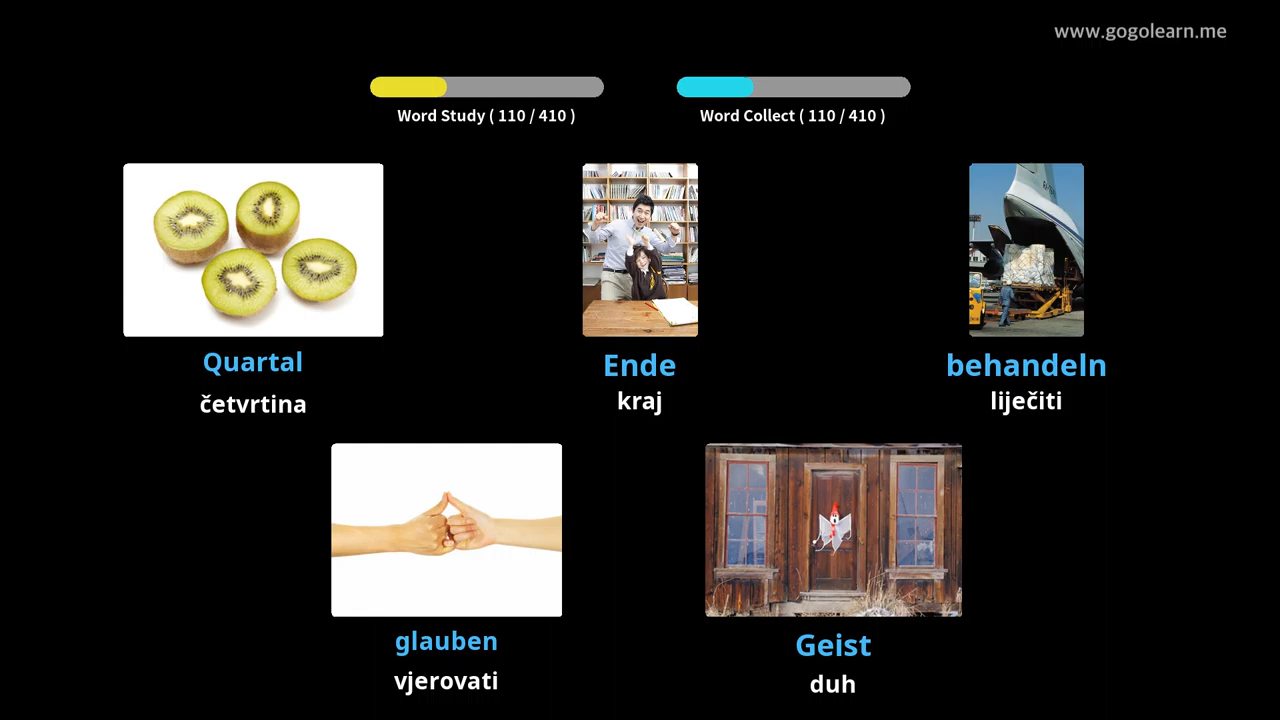 www.gogolearn.me
Word Study ( 110 / 410 )
Word Collect ( 110 / 410 )
Quartal
četvrtina
Ende
kraj
behandeln
liječiti
glauben
vjerovati
Geist
duh